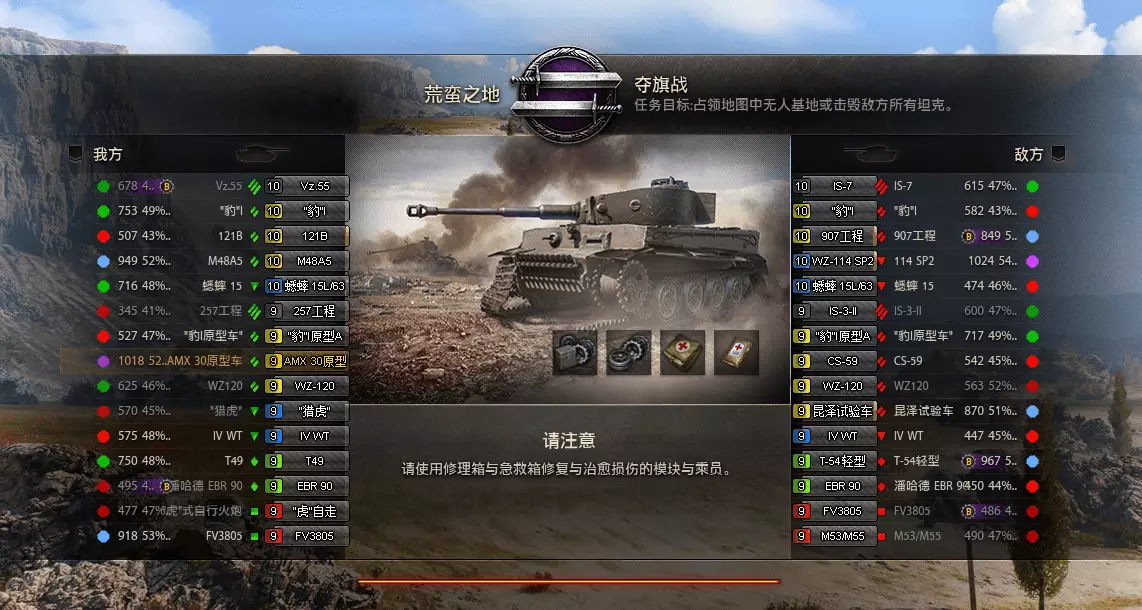 荒蛮之地
夺旗战
任务目标:占领地图中无人基地或击毁敌方所有坦克。
我方
敌方
678 4.. B Vz.55 10 Vz.55
753 49%.. "豹"I 10 "豹"I
507 43%.. 121B 10 121B
949 52%.. M48A5 10 M48A5
716 48%.. 蟋蟀 15 10 蟋蟀 15L/63
345 41%.. 257工程 9 257工程
527 47%.. "豹I原型车" 9 "豹"I原型A
1018 52..AMX 30原型车 9 AMX 30原型
625 46%.. WZ120 9 WZ-120
570 45%.. "猎虎" 9 "猎虎"
575 48%.. IV WT 9 IV WT
750 48%.. T49 9 T49
495 4.. B 潘哈德 EBR 90 9 EBR 90
477 47%虎"式自行火炮 9 "虎"自走
918 53%.. FV3805 9 FV3805
10 IS-7 IS-7 615 47%..
10 "豹"I "豹"I 582 43%..
10 907工程 907工程 B 849 5..
10 WZ-114 SP2 114 SP2 1024 54..
10 蟋蟀 15L/63 蟋蟀 15 474 46%..
9 IS-3-II IS-3-II 600 47%..
9 "豹"I原型A "豹I原型车" 717 49%..
9 CS-59 CS-59 542 45%..
9 WZ-120 WZ120 563 52%..
9 昆泽试验车 昆泽试验车 870 51%..
9 IV WT IV WT 447 45%..
9 T-54轻型 T-54轻型 B 967 5..
9 EBR 90 潘哈德 EBR 90 450 44%..
9 FV3805 FV3805 B 486 4..
9 M53/M55 M53/M55 490 47%..
请注意
请使用修理箱与急救箱修复与治愈损伤的模块与乘员。